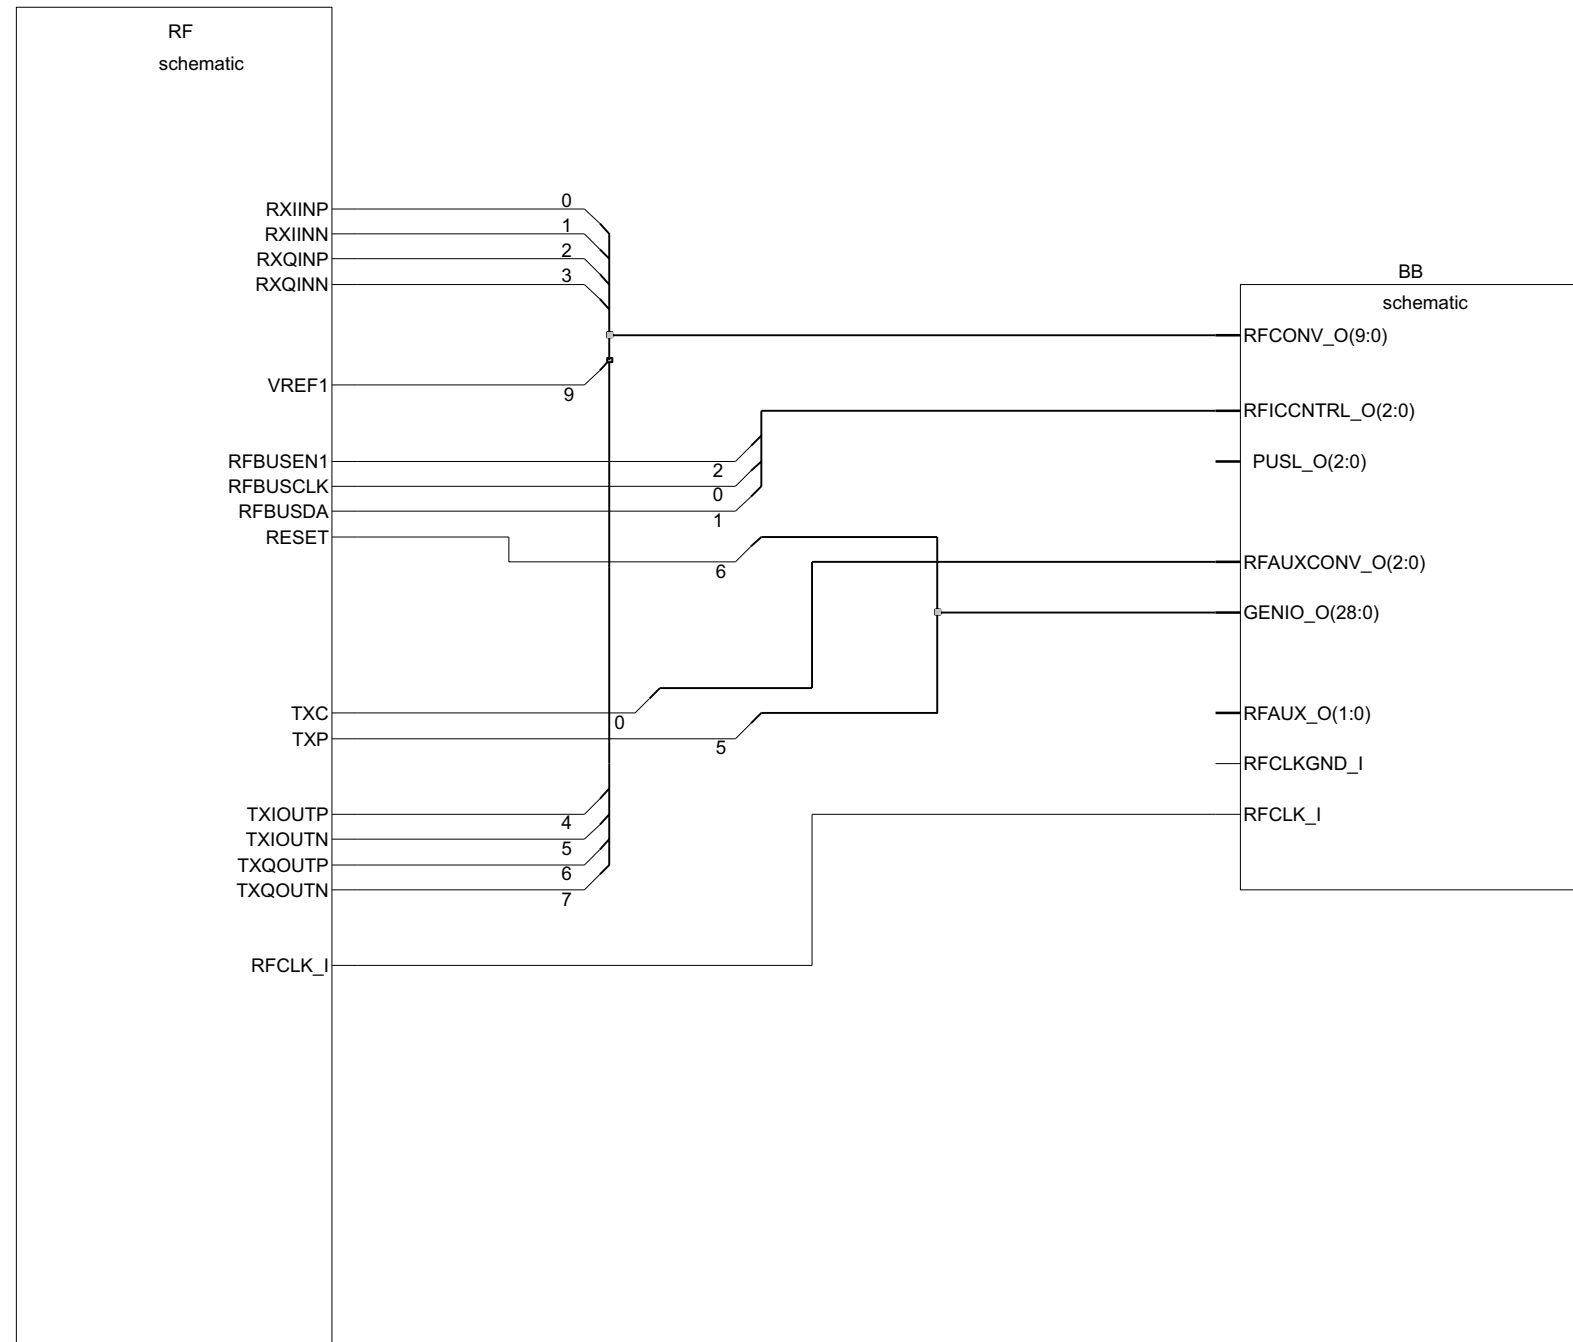 RF
schematic
RXIINP 0
RXIINN 1
RXQINP 2
RXQINN 3
VREF1 9
RFBUSEN1 2
RFBUSCLK 0
RFBUSDA 1
RESET 6
TXC 0
TXP 5
TXIOUTP 4
TXIOUTN 5
TXQOUTP 6
TXQOUTN 7
RFCLK_I
BB
schematic
RFCONV_O(9:0)
RFICCNTRL_O(2:0)
PUSL_O(2:0)
RFAUXCONV_O(2:0)
GENIO_O(28:0)
RFAUX_O(1:0)
RFCLKGND_I
RFCLK_I